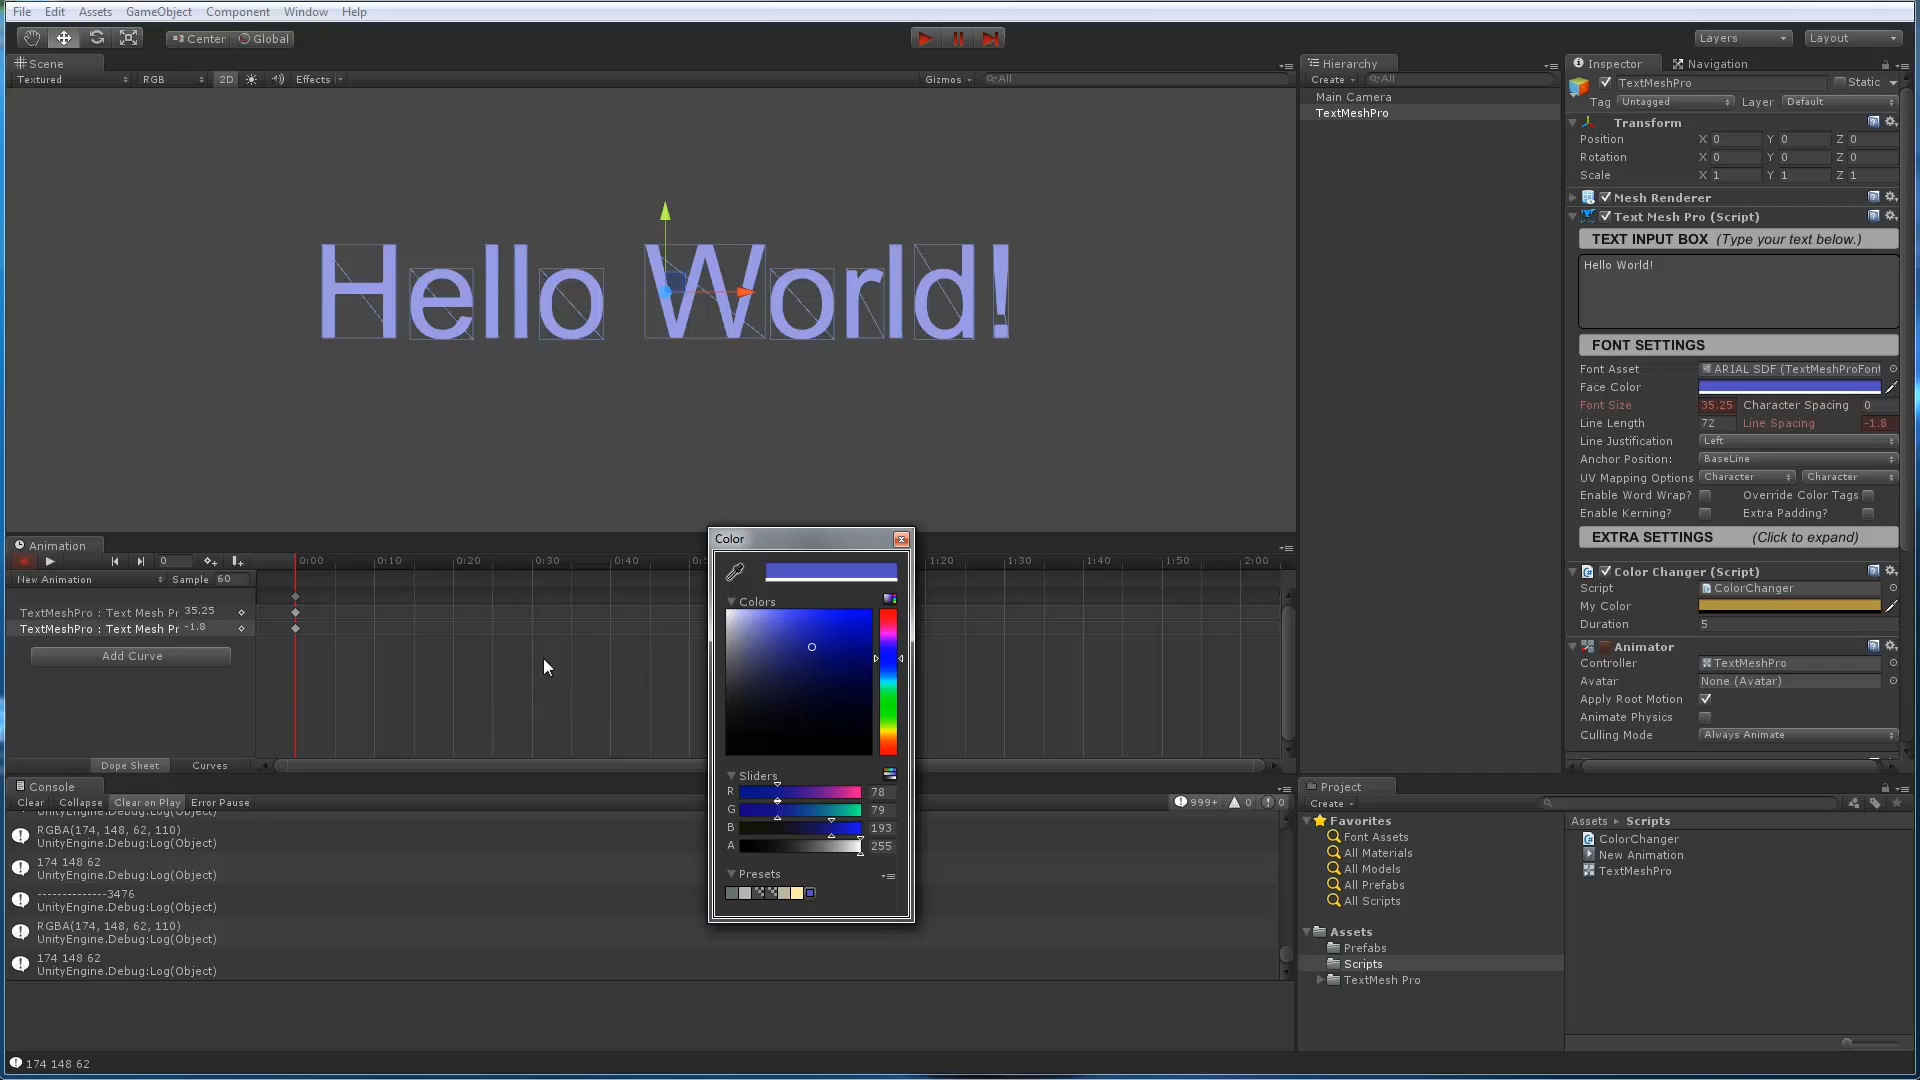 File Edit Assets GameObject Component Window Help
Center Global
Layers Layout
Scene
Textured RGB 2D Effects Gizmos All
Hello World!
Hierarchy
Create All
Main Camera
TextMeshPro
Inspector Navigation
TextMeshPro Static
Tag Untagged Layer Default
Transform
Position X 0 Y 0 Z 0
Rotation X 0 Y 0 Z 0
Scale X 1 Y 1 Z 1
Mesh Renderer
Text Mesh Pro (Script)
TEXT INPUT BOX (Type your text below.)
Hello World!
FONT SETTINGS
Font Asset ARIAL SDF (TextMeshProFont
Face Color
Font Size 35.25 Character Spacing 0
Line Length 72 Line Spacing -1.8
Line Justification Left
Anchor Position: BaseLine
UV Mapping Options Character Character
Enable Word Wrap? Override Color Tags
Enable Kerning? Extra Padding?
EXTRA SETTINGS (Click to expand)
Color Changer (Script)
Script ColorChanger
My Color
Duration 5
Animator
Controller TextMeshPro
Avatar None (Avatar)
Apply Root Motion
Animate Physics
Culling Mode Always Animate
Animation
0 0:00 0:10 0:20 0:30 0:40 0:5 1:20 1:30 1:40 1:50 2:00
New Animation Sample 60
TextMeshPro : Text Mesh Pr 35.25
TextMeshPro : Text Mesh Pr -1.8
Add Curve
Dope Sheet Curves
Color
Colors
Sliders
R 78
G 79
B 193
A 255
Presets
Console
Clear Collapse Clear on Play Error Pause 999+ 0 0
RGBA(174, 148, 62, 110)
UnityEngine.Debug:Log(Object)
174 148 62
UnityEngine.Debug:Log(Object)
--------------3476
UnityEngine.Debug:Log(Object)
RGBA(174, 148, 62, 110)
UnityEngine.Debug:Log(Object)
174 148 62
UnityEngine.Debug:Log(Object)
174 148 62
Project
Create
Favorites
Font Assets
All Materials
All Models
All Prefabs
All Scripts
Assets
Prefabs
Scripts
TextMesh Pro
Assets Scripts
ColorChanger
New Animation
TextMeshPro